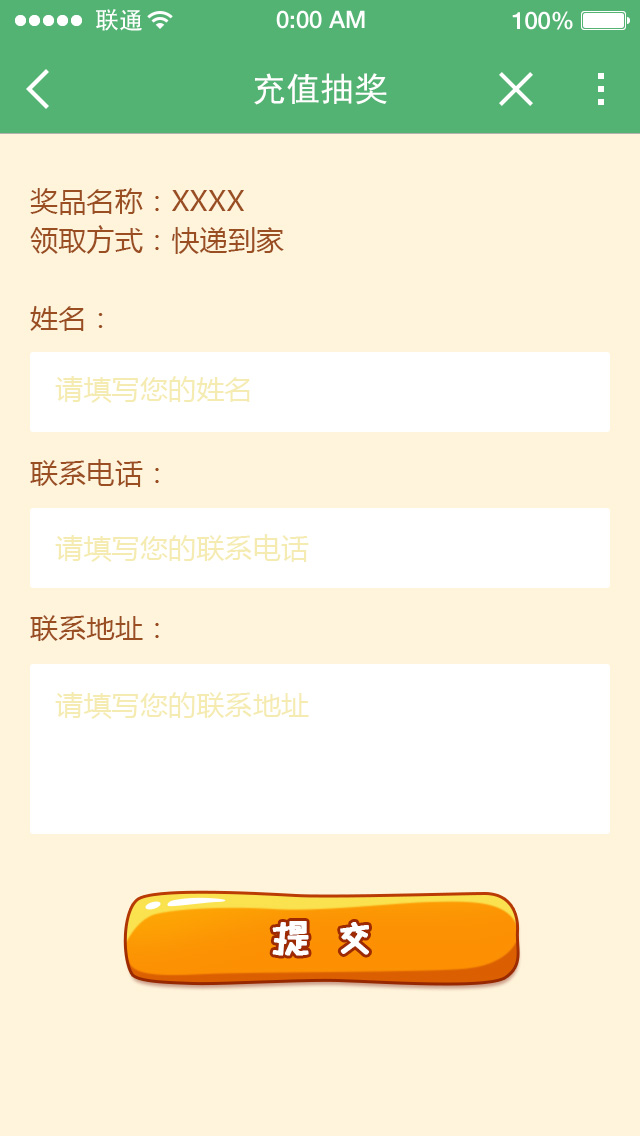 联通 0:00 AM 100%
充值抽奖
奖品名称：XXXX
领取方式：快递到家
姓名：
请填写您的姓名
联系电话：
请填写您的联系电话
联系地址：
请填写您的联系地址
提 交